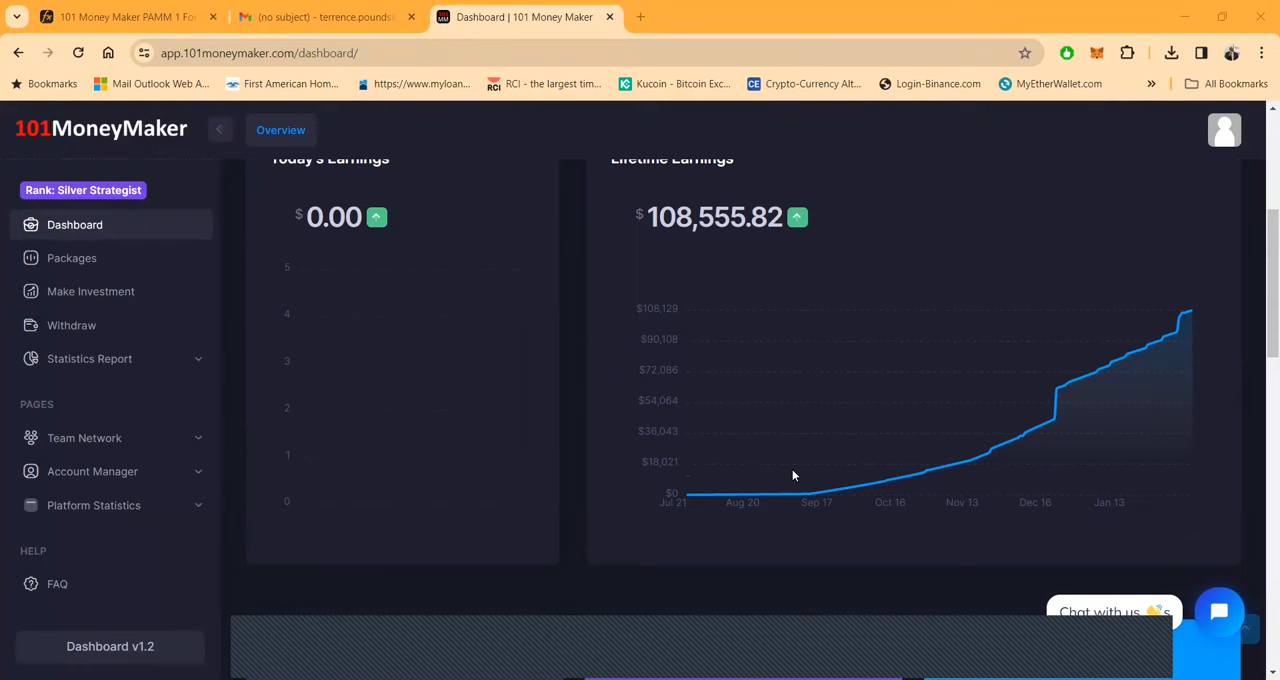 101 Money Maker PAMM 1 Fo
(no subject) - terrence.pounds
Dashboard | 101 Money Maker
app.101moneymaker.com/dashboard/
Bookmarks
Mail Outlook Web A...
First American Hom...
https://www.myloan...
RCI - the largest tim...
Kucoin - Bitcoin Exc...
Crypto-Currency Alt...
Login-Binance.com
MyEtherWallet.com
All Bookmarks
101MoneyMaker
Overview
Rank: Silver Strategist
Dashboard
Packages
Make Investment
Withdraw
Statistics Report
PAGES
Team Network
Account Manager
Platform Statistics
HELP
FAQ
Dashboard v1.2
Today's Earnings
$ 0.00
5
4
3
2
1
0
Lifetime Earnings
$ 108,555.82
$108,129
$90,108
$72,086
$54,064
$36,043
$18,021
$0
Jul 21 Aug 20 Sep 17 Oct 16 Nov 13 Dec 16 Jan 13
Chat with us 👋